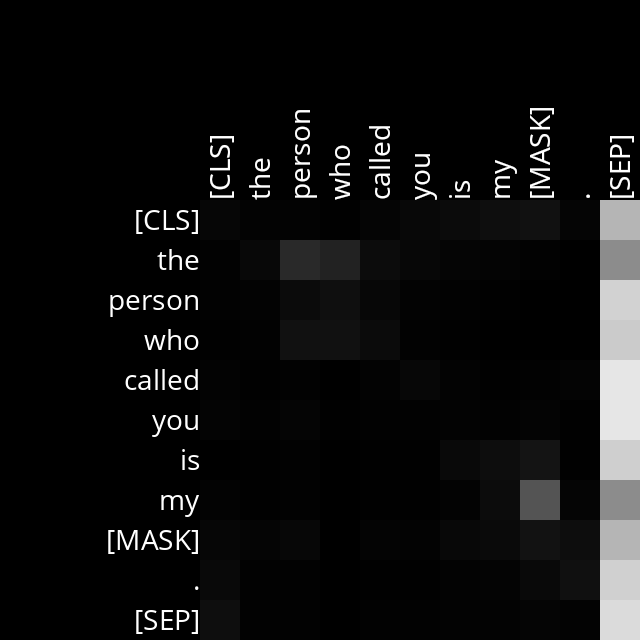 [CLS]
the
person
who
called
you
is
my
[MASK]
.
[SEP]
[CLS]
the
person
who
called
you
is
my
[MASK]
.
[SEP]